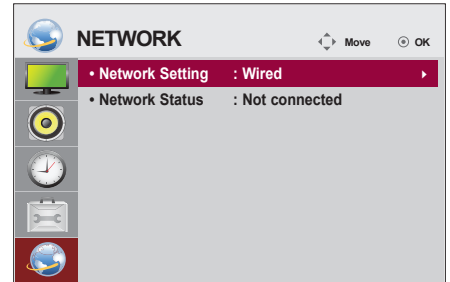 NETWORK Move OK
• Network Setting : Wired
• Network Status : Not connected